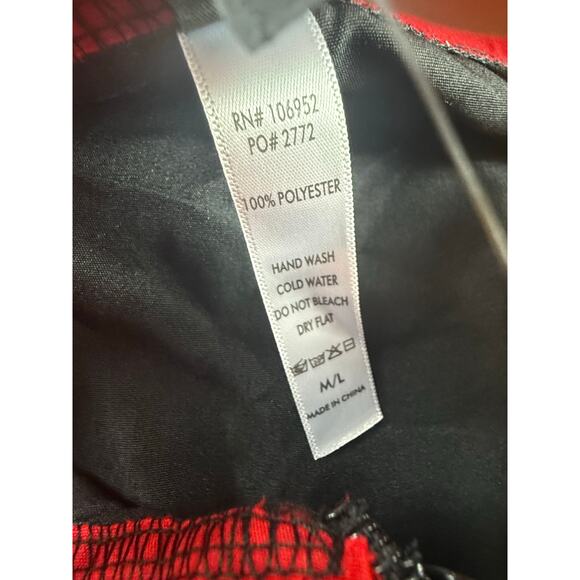 RN# 106952
PO# 2772
100% POLYESTER
HAND WASH
COLD WATER
DO NOT BLEACH
DRY FLAT
M/L
MADE IN CHINA